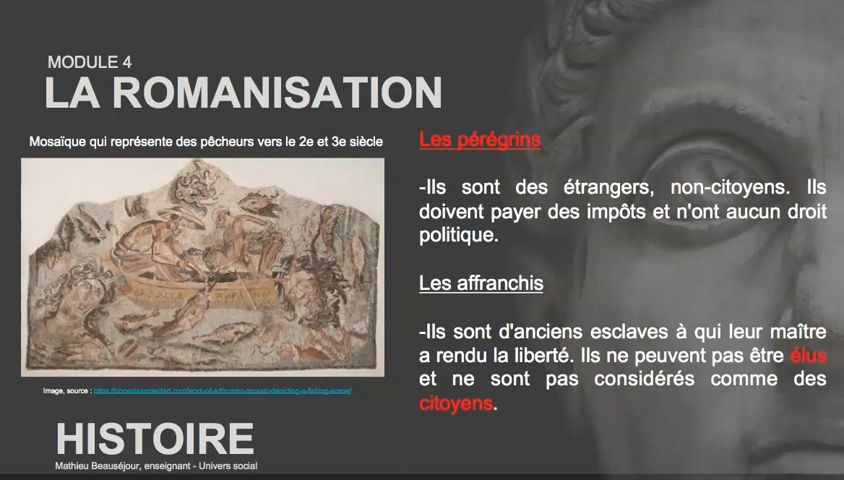 MODULE 4
LA ROMANISATION
Mosaïque qui représente des pêcheurs vers le 2e et 3e siècle
Les pérégrins
-Ils sont des étrangers, non-citoyens. Ils
doivent payer des impôts et n'ont aucun droit
politique.
Les affranchis
-Ils sont d'anciens esclaves à qui leur maître
a rendu la liberté. Ils ne peuvent pas être élus
et ne sont pas considérés comme des
citoyens.
Image, source :
HISTOIRE
Mathieu Beauséjour, enseignant - Univers social